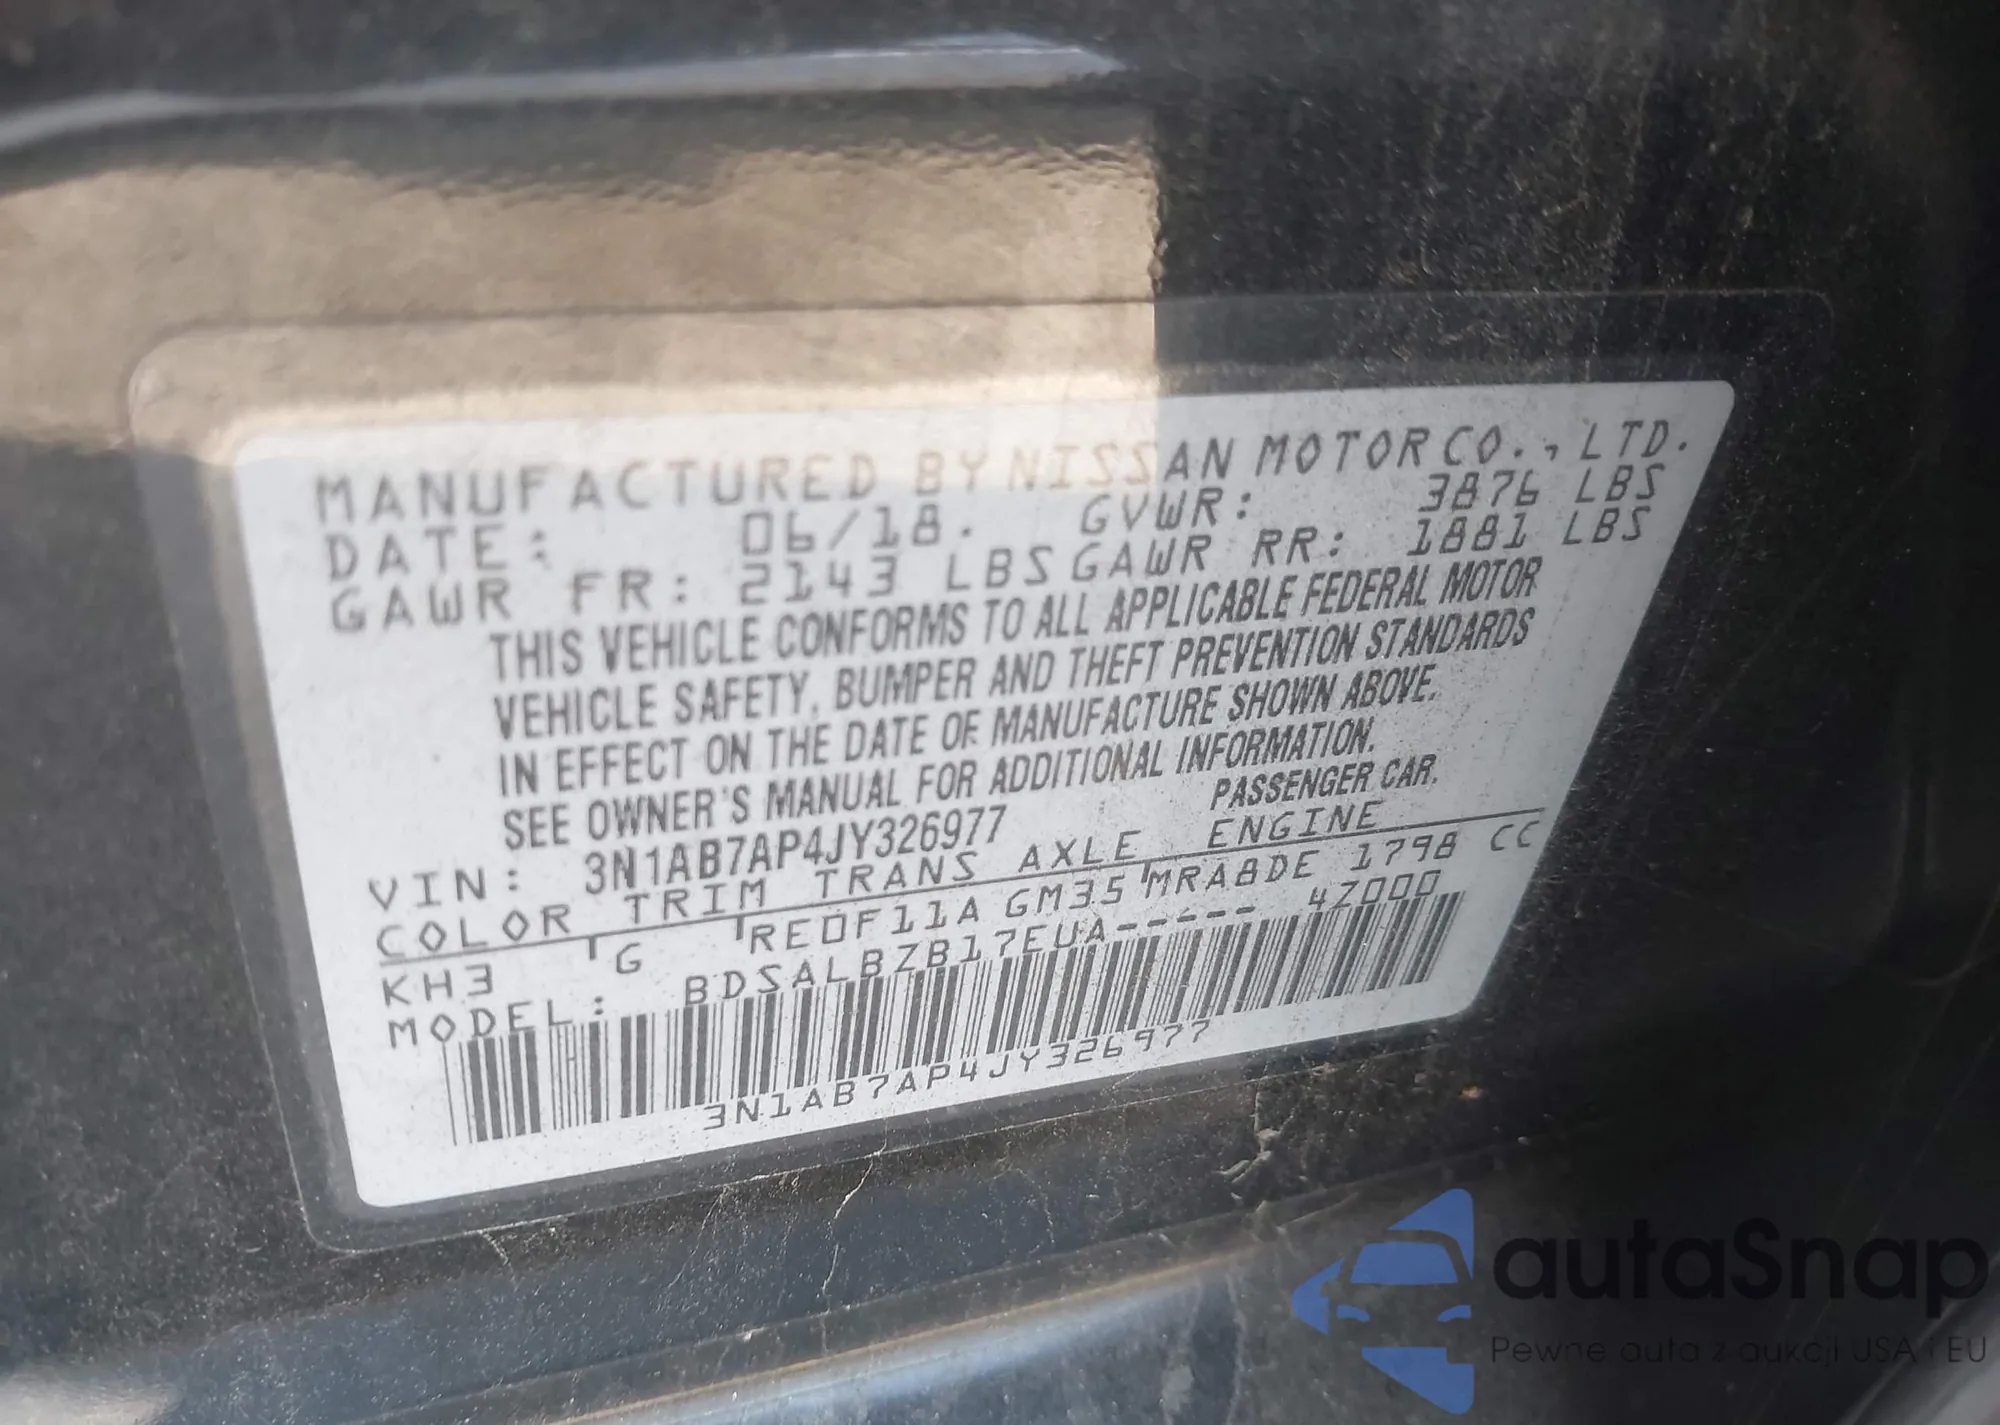 MANUFACTURED BY NISSAN MOTOR CO., LTD.
DATE: 06/18. GVWR: 3876 LBS
GAWR FR: 2143 LBS GAWR RR: 1881 LBS
THIS VEHICLE CONFORMS TO ALL APPLICABLE FEDERAL MOTOR
VEHICLE SAFETY, BUMPER AND THEFT PREVENTION STANDARDS
IN EFFECT ON THE DATE OF MANUFACTURE SHOWN ABOVE.
SEE OWNER'S MANUAL FOR ADDITIONAL INFORMATION.
VIN: 3N1AB7AP4JY326977 PASSENGER CAR.
COLOR TRIM TRANS AXLE ENGINE
KH3 G RE0F11A GM35 MRA8DE 1798 CC
MODEL: BDSALBZB17EUA----- 4Z000
3N1AB7AP4JY326977
autaSnap
Pewne auta z aukcji USA i EU